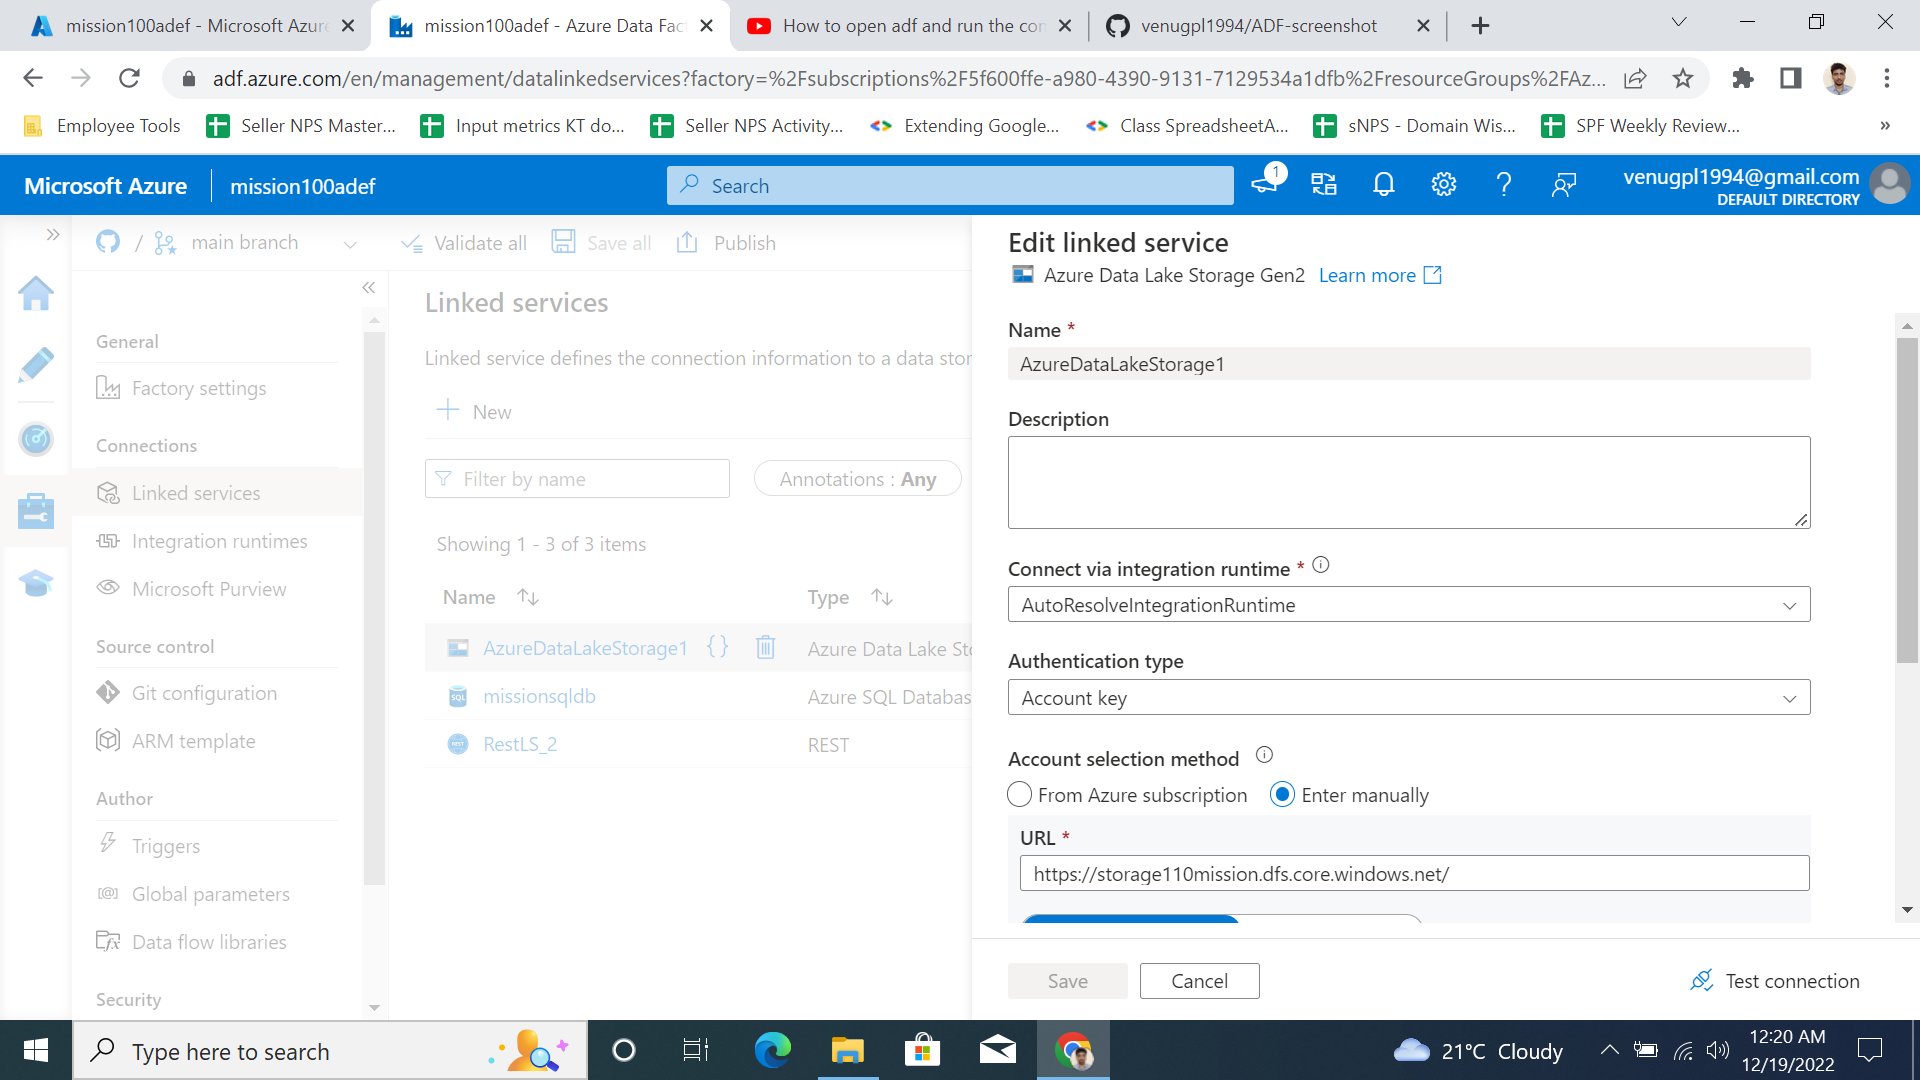 mission100adef - Microsoft Azure
mission100adef - Azure Data Fac
How to open adf and run the con
venugpl1994/ADF-screenshot
adf.azure.com/en/management/datalinkedservices?factory=%2Fsubscriptions%2F5f600ffe-a980-4390-9131-7129534a1dfb%2FresourceGroups%2FAz...
Employee Tools
Seller NPS Master...
Input metrics KT do...
Seller NPS Activity...
Extending Google...
Class SpreadsheetA...
sNPS - Domain Wis...
SPF Weekly Review...
»
Microsoft Azure
mission100adef
Search
1
venugpl1994@gmail.com
DEFAULT DIRECTORY
/ main branch
Validate all
Save all
Publish
General
Factory settings
Connections
Linked services
Integration runtimes
Microsoft Purview
Source control
Git configuration
ARM template
Author
Triggers
Global parameters
Data flow libraries
Security
Linked services
Linked service defines the connection information to a data stor
New
Filter by name
Annotations : Any
Showing 1 - 3 of 3 items
Name Type
AzureDataLakeStorage1 {} Azure Data Lake Sto
SQL missionsqldb Azure SQL Databas
REST RestLS_2 REST
Edit linked service
Azure Data Lake Storage Gen2 Learn more
Name *
AzureDataLakeStorage1
Description
Connect via integration runtime *
AutoResolveIntegrationRuntime
Authentication type
Account key
Account selection method
From Azure subscription Enter manually
URL *
https://storage110mission.dfs.core.windows.net/
Save
Cancel
Test connection
Type here to search
21°C Cloudy
12:20 AM
12/19/2022